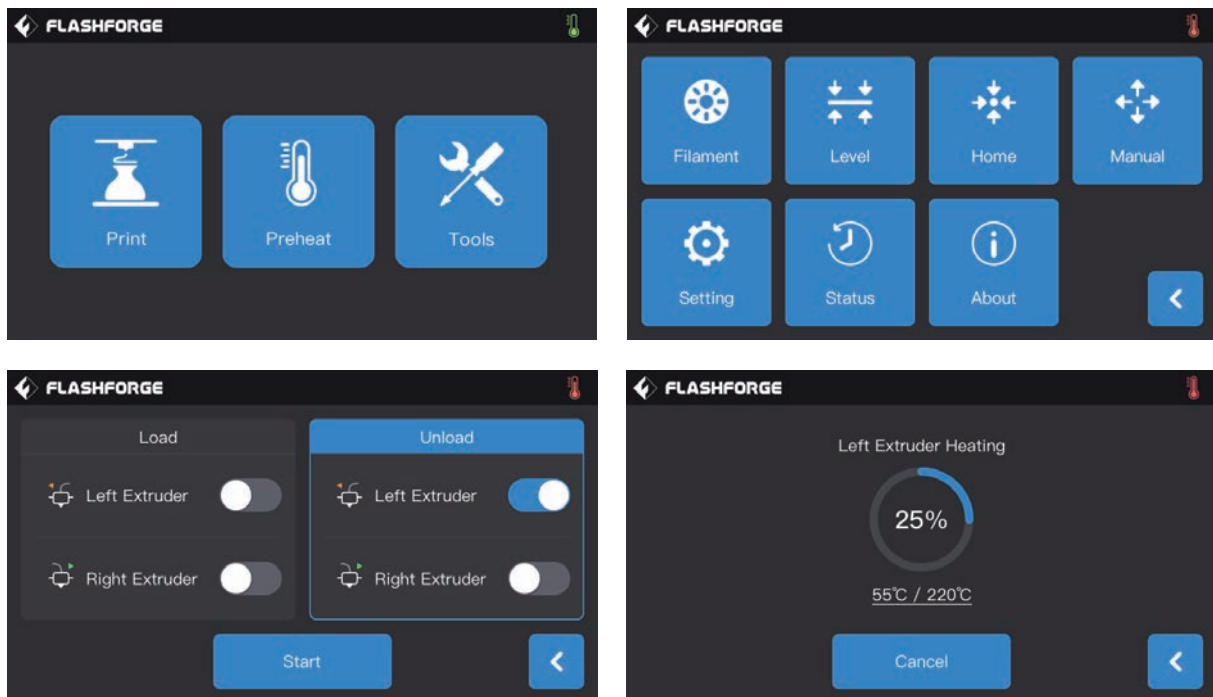 FLASHFORGE
Print Preheat Tools
FLASHFORGE
Filament Level Home Manual
Setting Status About
FLASHFORGE
Load Unload
Left Extruder Left Extruder
Right Extruder Right Extruder
Start
FLASHFORGE
Left Extruder Heating
25%
55℃ / 220℃
Cancel